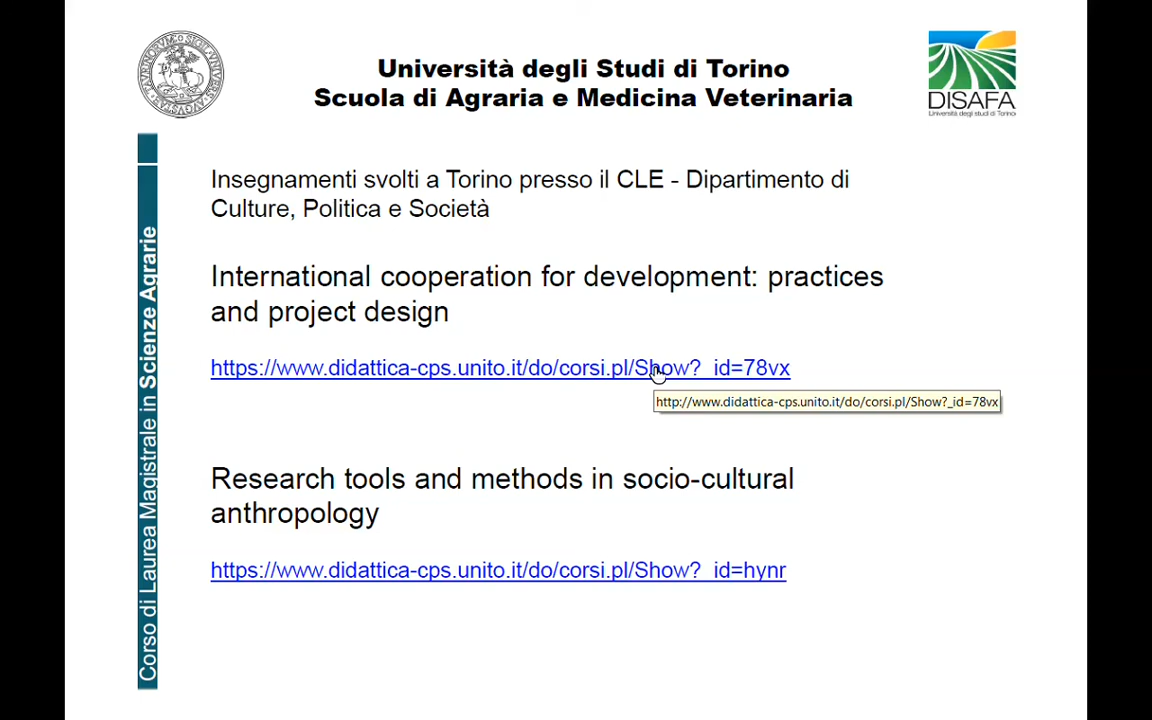 Università degli Studi di Torino
Scuola di Agraria e Medicina Veterinaria
DISAFA
Università degli studi di Torino
Corso di Laurea Magistrale in Scienze Agrarie
Insegnamenti svolti a Torino presso il CLE - Dipartimento di
Culture, Politica e Società
International cooperation for development: practices
and project design
https://www.didattica-cps.unito.it/do/corsi.pl/Show?_id=78vx
http://www.didattica-cps.unito.it/do/corsi.pl/Show?_id=78vx
Research tools and methods in socio-cultural
anthropology
https://www.didattica-cps.unito.it/do/corsi.pl/Show?_id=hynr